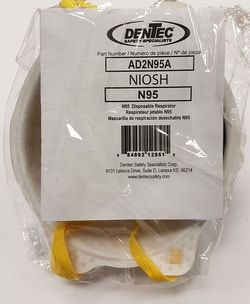 DENTEC
SAFETY SPECIALISTS
Part Number / Numéro de pièce / Nº de pieza
AD2N95A
NIOSH
N95
N95 Disposable Respirator
Respirateur jetable N95
Mascarilla de respiración desechable N95
Dentec Safety Specialists Corp.
8101 Lenexa Drive, Suite D, Lenexa KS 66214
www.dentecsafety.com